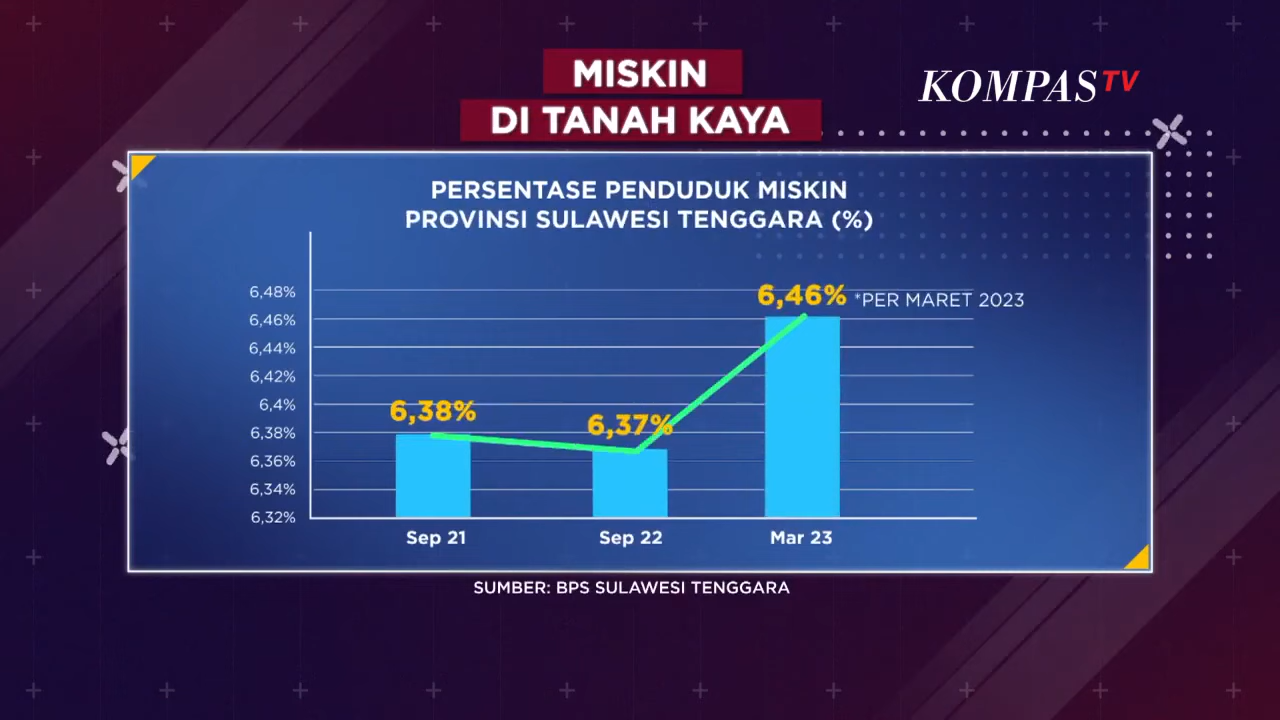 MISKIN
DI TANAH KAYA
KOMPASTV
PERSENTASE PENDUDUK MISKIN
PROVINSI SULAWESI TENGGARA (%)
6,48%
6,46%
6,44%
6,42%
6,4%
6,38%
6,36%
6,34%
6,32%
6,38%
6,37%
6,46%
*PER MARET 2023
Sep 21
Sep 22
Mar 23
SUMBER: BPS SULAWESI TENGGARA